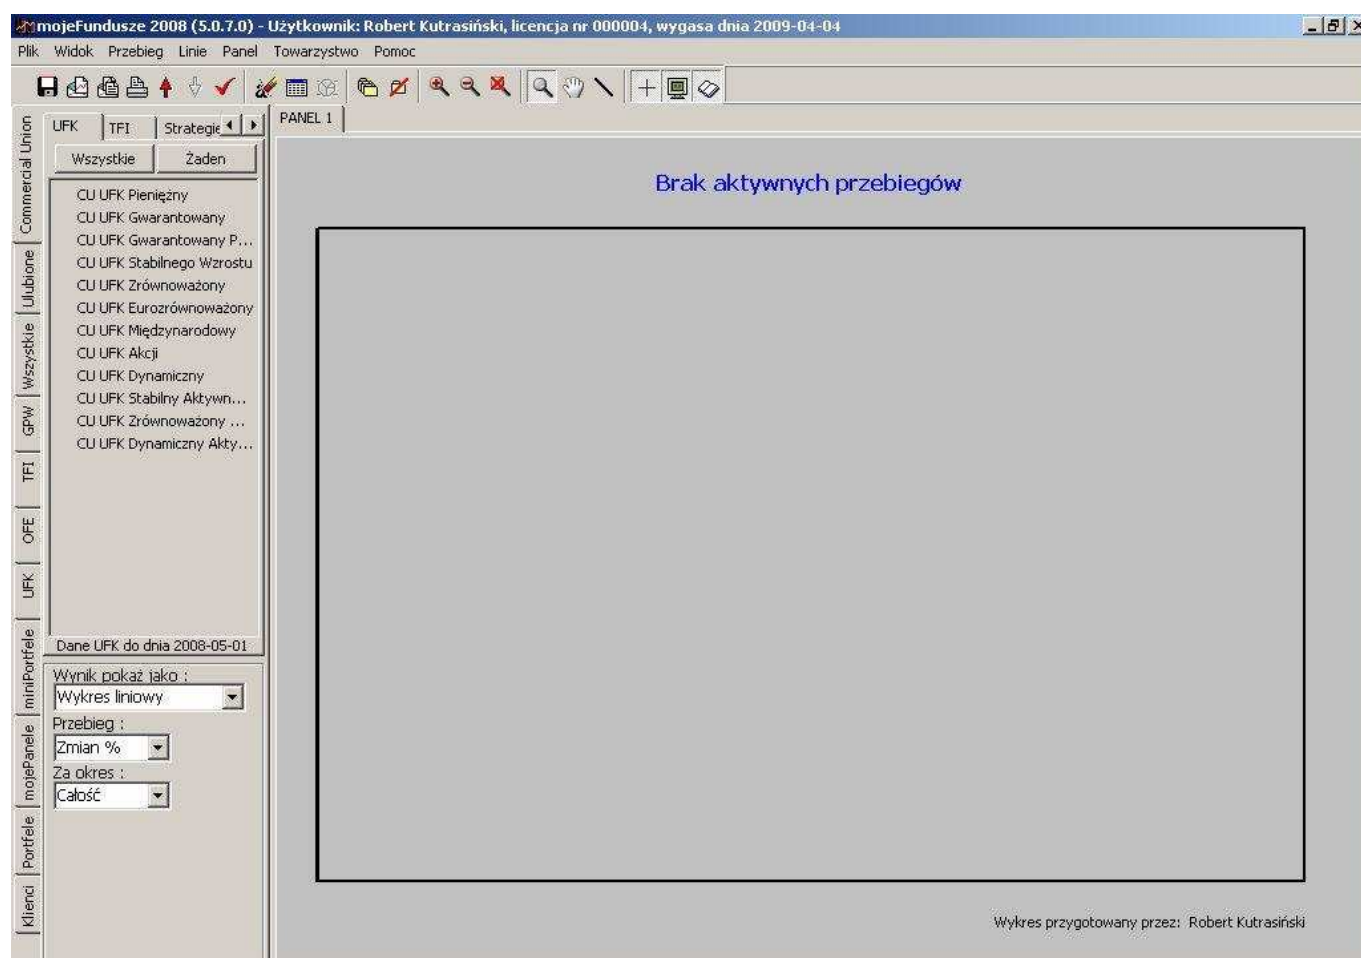 mojeFundusze 2008 (5.0.7.0) - Użytkownik: Robert Kutrasiński, licencja nr 000004, wygasa dnia 2009-04-04
Plik Widok Przebieg Linie Panel Towarzystwo Pomoc
UFK TFI Strategie
PANEL 1
Wszystkie Żaden
CU UFK Pieniężny
CU UFK Gwarantowany
CU UFK Gwarantowany P...
CU UFK Stabilnego Wzrostu
CU UFK Zrównoważony
CU UFK Eurozrównoważony
CU UFK Międzynarodowy
CU UFK Akcji
CU UFK Dynamiczny
CU UFK Stabilny Aktywn...
CU UFK Zrównoważony ...
CU UFK Dynamiczny Akty...
Dane UFK do dnia 2008-05-01
Wynik pokaż jako :
Wykres liniowy
Przebieg :
Zmian %
Za okres :
Całość
Commercial Union
Ulubione
Wszystkie
GPW
TFI
OFE
UFK
miniPortfele
mojePanele
Portfele
Klienci
Brak aktywnych przebiegów
Wykres przygotowany przez: Robert Kutrasiński